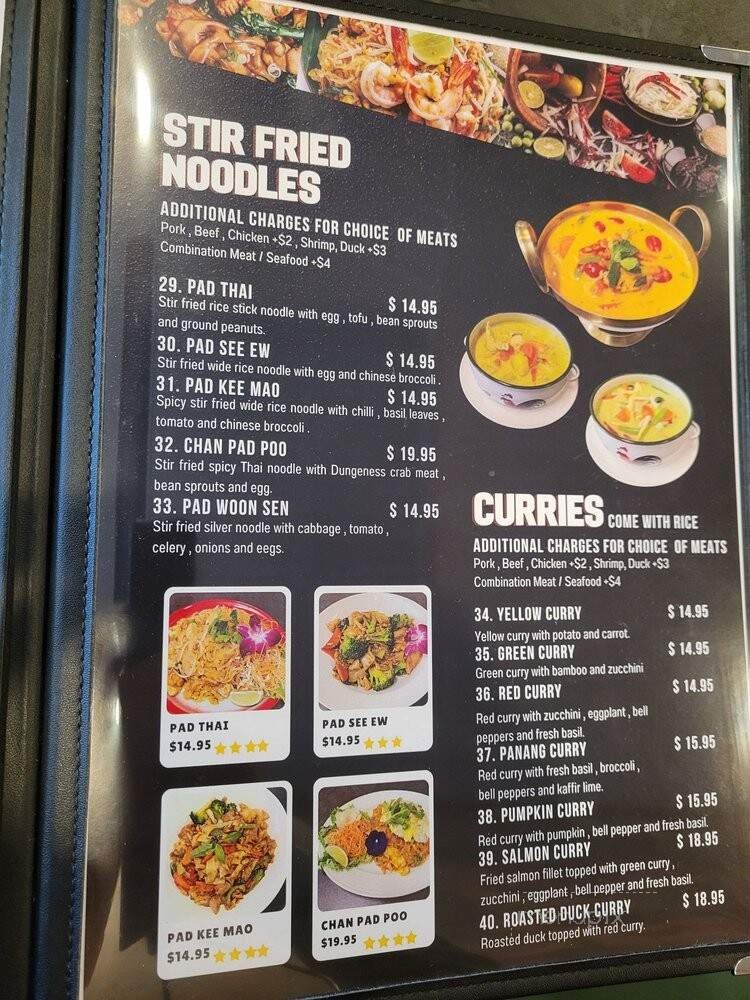 STIR FRIED
NOODLES
ADDITIONAL CHARGES FOR CHOICE OF MEATS
Pork , Beef , Chicken +$2 , Shrimp, Duck +$3
Combination Meat / Seafood +$4
29. PAD THAI $ 14.95
Stir fried rice stick noodle with egg , tofu , bean sprouts
and ground peanuts.
30. PAD SEE EW $ 14.95
Stir fried wide rice noodle with egg and chinese broccoli .
31. PAD KEE MAO $ 14.95
Spicy stir fried wide rice noodle with chilli , basil leaves ,
tomato and chinese broccoli .
32. CHAN PAD POO $ 19.95
Stir fried spicy Thai noodle with Dungeness crab meat ,
bean sprouts and egg.
33. PAD WOON SEN $ 14.95
Stir fried silver noodle with cabbage , tomato ,
celery , onions and eegs.
PAD THAI
$14.95
PAD SEE EW
$14.95
PAD KEE MAO
$14.95
CHAN PAD POO
$19.95
CURRIES COME WITH RICE
ADDITIONAL CHARGES FOR CHOICE OF MEATS
Pork , Beef , Chicken +$2 , Shrimp, Duck +$3
Combination Meat / Seafood +$4
34. YELLOW CURRY $ 14.95
Yellow curry with potato and carrot.
35. GREEN CURRY $ 14.95
Green curry with bamboo and zucchini
36. RED CURRY $ 14.95
Red curry with zucchini , eggplant , bell
peppers and fresh basil.
37. PANANG CURRY $ 15.95
Red curry with fresh basil , broccoli ,
bell peppers and kaffir lime.
38. PUMPKIN CURRY $ 15.95
Red curry with pumpkin , bell pepper and fresh basil.
39. SALMON CURRY $ 18.95
Fried salmon fillet topped with green curry ,
zucchini , eggplant , bell pepper and fresh basil.
40. ROASTED DUCK CURRY $ 18.95
Roasted duck topped with red curry.